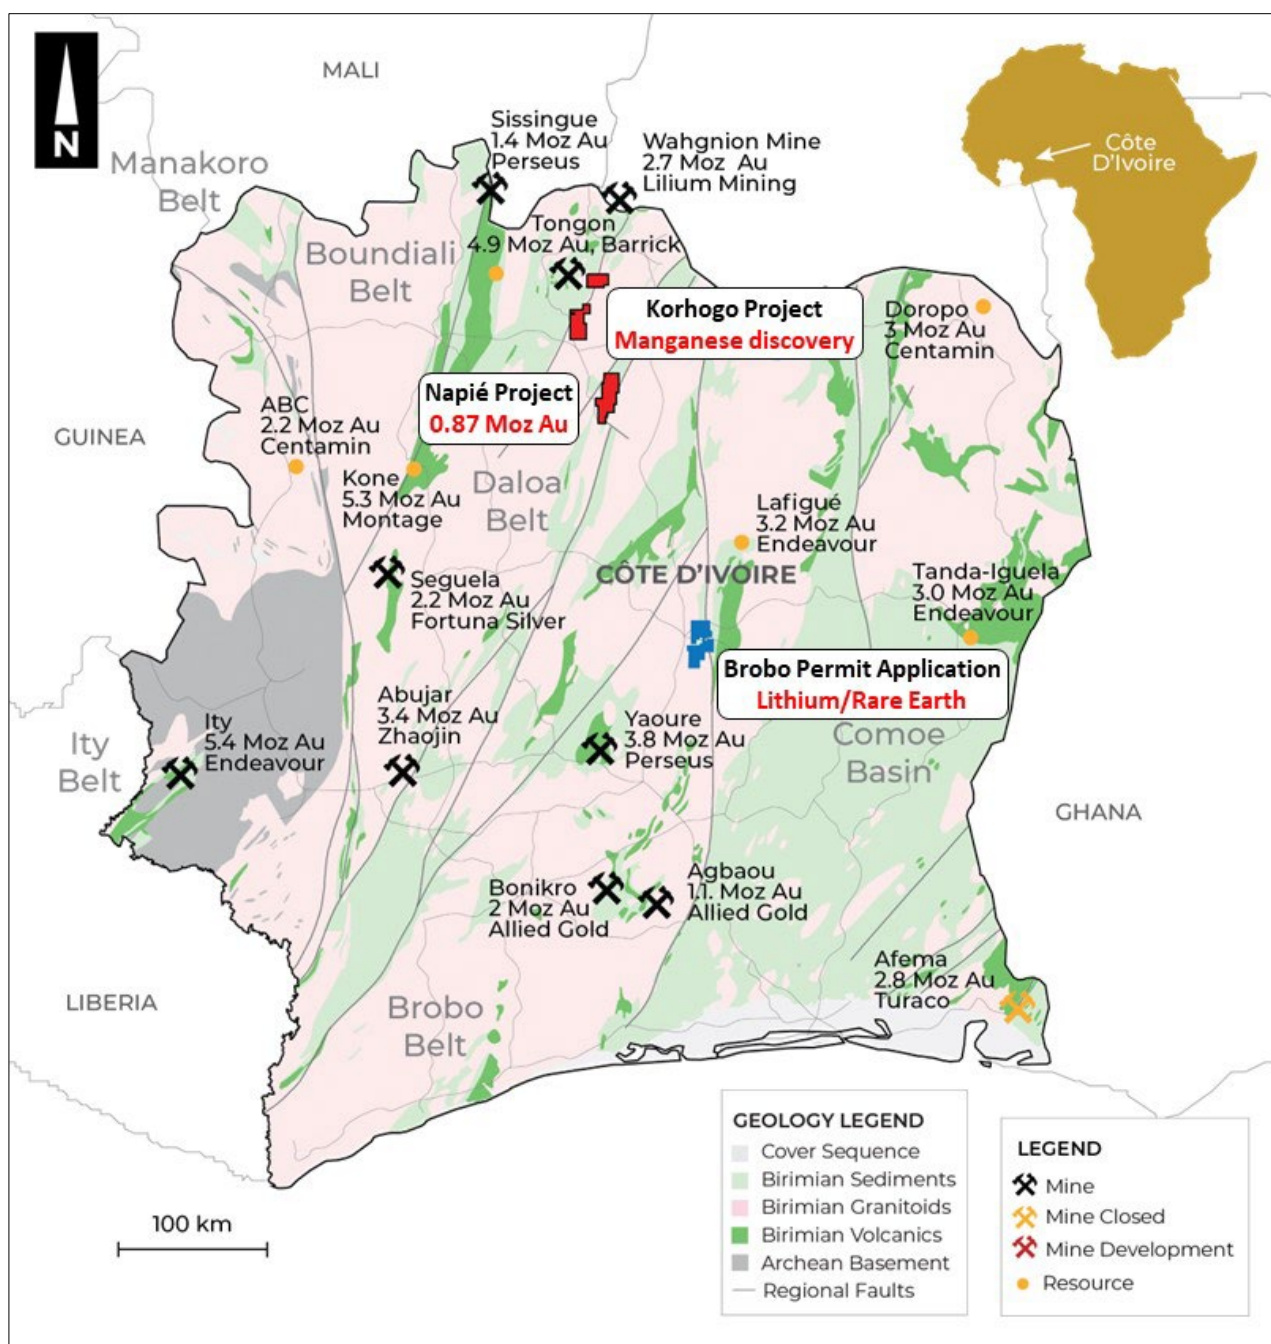 MALI
N
Manakoro
Belt
Sissingue
1.4 Moz Au
Perseus
Wahgnion Mine
2.7 Moz Au
Lilium Mining
Côte
D'Ivoire
Boundiali
Belt
Tongon
4.9 Moz Au, Barrick
Korhogo Project
Manganese discovery
Doropo
3 Moz Au
Centamin
Napié Project
0.87 Moz Au
GUINEA
ABC
2.2 Moz Au
Centamin
Kone
5.3 Moz Au
Montage
Daloa
Belt
Lafigué
3.2 Moz Au
Endeavour
CÔTE D'IVOIRE
Tanda-Iguela
3.0 Moz Au
Endeavour
Seguela
2.2 Moz Au
Fortuna Silver
Brobo Permit Application
Lithium/Rare Earth
Abujar
3.4 Moz Au
Zhaojin
Ity
5.4 Moz Au
Endeavour
Ity
Belt
Yaoure
3.8 Moz Au
Perseus
Comoe
Basin
GHANA
Bonikro
2 Moz Au
Allied Gold
Agbaou
1.1. Moz Au
Allied Gold
Afema
2.8 Moz Au
Turaco
LIBERIA
Brobo
Belt
100 km
GEOLOGY LEGEND
Cover Sequence
Birimian Sediments
Birimian Granitoids
Birimian Volcanics
Archean Basement
Regional Faults
LEGEND
Mine
Mine Closed
Mine Development
Resource